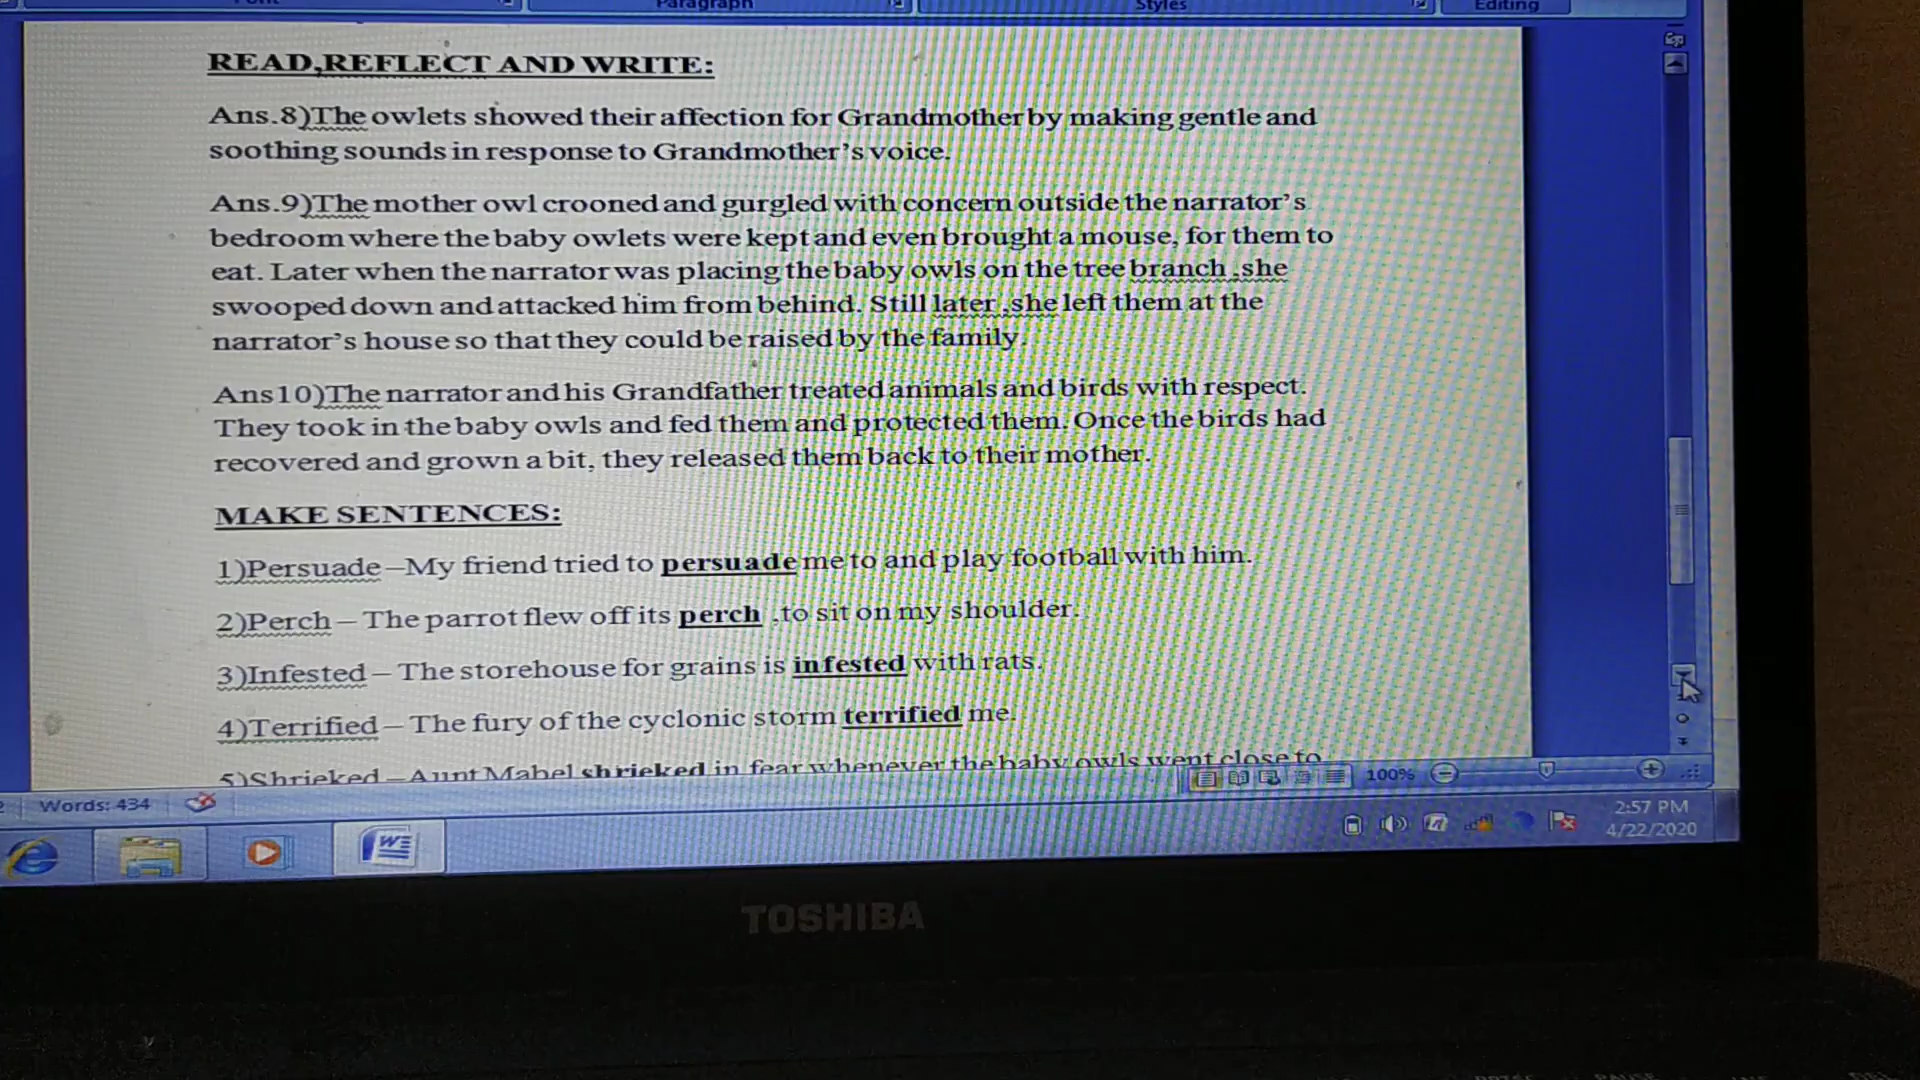 Paragraph
Styles
Editing
READ,REFLECT AND WRITE:
Ans.8)The owlets showed their affection for Grandmother by making gentle and
soothing sounds in response to Grandmother's voice.
Ans.9)The mother owl crooned and gurgled with concern outside the narrator's
bedroom where the baby owlets were kept and even brought a mouse, for them to
eat. Later when the narrator was placing the baby owls on the tree branch ,she
swooped down and attacked him from behind. Still later ,she left them at the
narrator's house so that they could be raised by the family.
Ans10)The narrator and his Grandfather treated animals and birds with respect.
They took in the baby owls and fed them and protected them. Once the birds had
recovered and grown a bit, they released them back to their mother.
MAKE SENTENCES:
1)Persuade –My friend tried to persuade me to and play football with him.
2)Perch – The parrot flew off its perch ,to sit on my shoulder.
3)Infested – The storehouse for grains is infested with rats.
4)Terrified – The fury of the cyclonic storm terrified me.
5)Shrieked – Aunt Mabel shrieked in fear whenever the baby owls went close to
100%
Words: 434
2:57 PM
4/22/2020
TOSHIBA